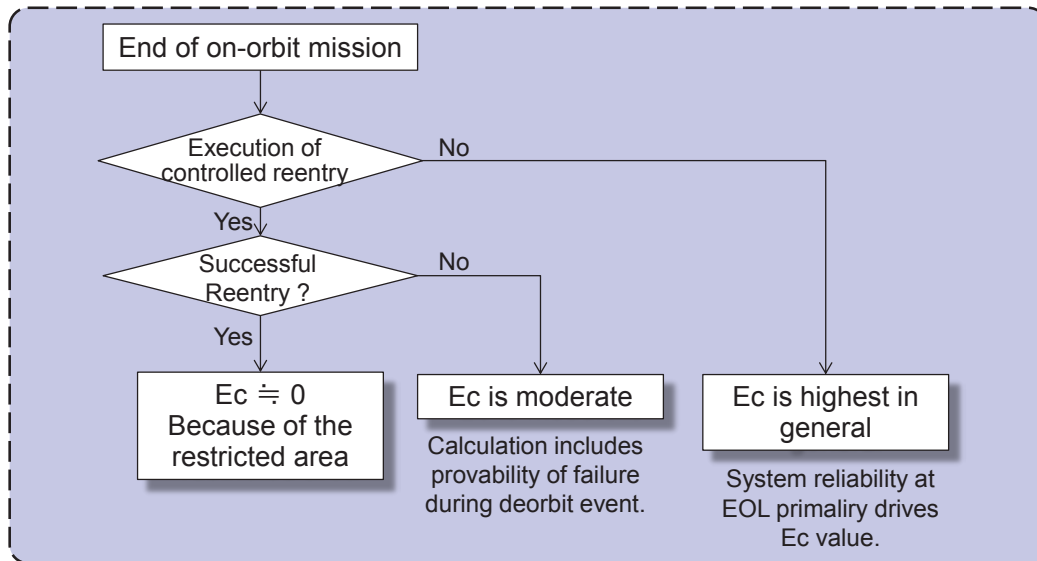 End of on-orbit mission
Execution of
controlled reentry
No
Yes
Successful
Reentry ?
No
Yes
Ec ≒ 0
Because of the
restricted area
Ec is moderate
Calculation includes
provability of failure
during deorbit event.
Ec is highest in
general
System reliability at
EOL primaliry drives
Ec value.